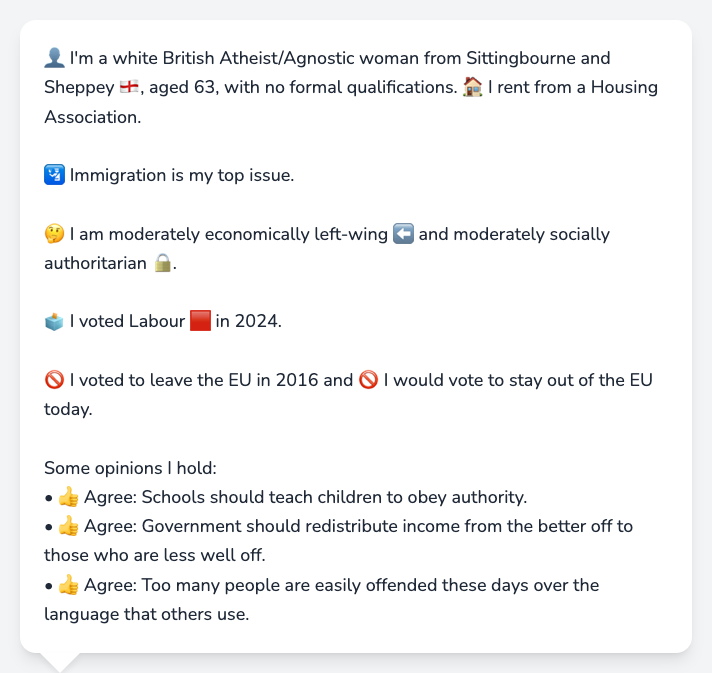 👤 I'm a white British Atheist/Agnostic woman from Sittingbourne and
Sheppey 🏴󠁧󠁢󠁥󠁮󠁧󠁿, aged 63, with no formal qualifications. 🏠 I rent from a Housing
Association.
🛂 Immigration is my top issue.
🤔 I am moderately economically left-wing ⬅️ and moderately socially
authoritarian 🔒.
🗳️ I voted Labour 🟥 in 2024.
🚫 I voted to leave the EU in 2016 and 🚫 I would vote to stay out of the EU
today.
Some opinions I hold:
• 👍 Agree: Schools should teach children to obey authority.
• 👍 Agree: Government should redistribute income from the better off to
those who are less well off.
• 👍 Agree: Too many people are easily offended these days over the
language that others use.